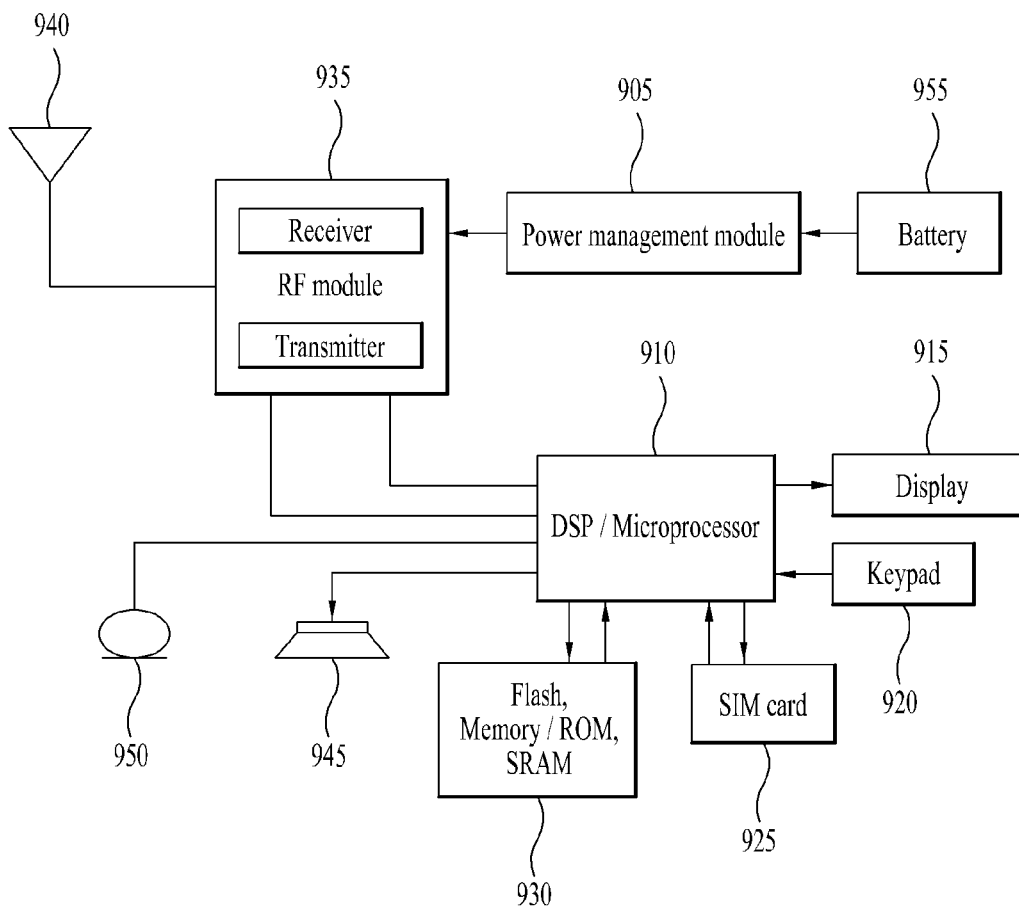 940
935
905
955
Receiver
RF module
Transmitter
Power management module
Battery
910
915
DSP / Microprocessor
Display
Keypad
920
950
945
Flash,
Memory / ROM,
SRAM
SIM card
925
930